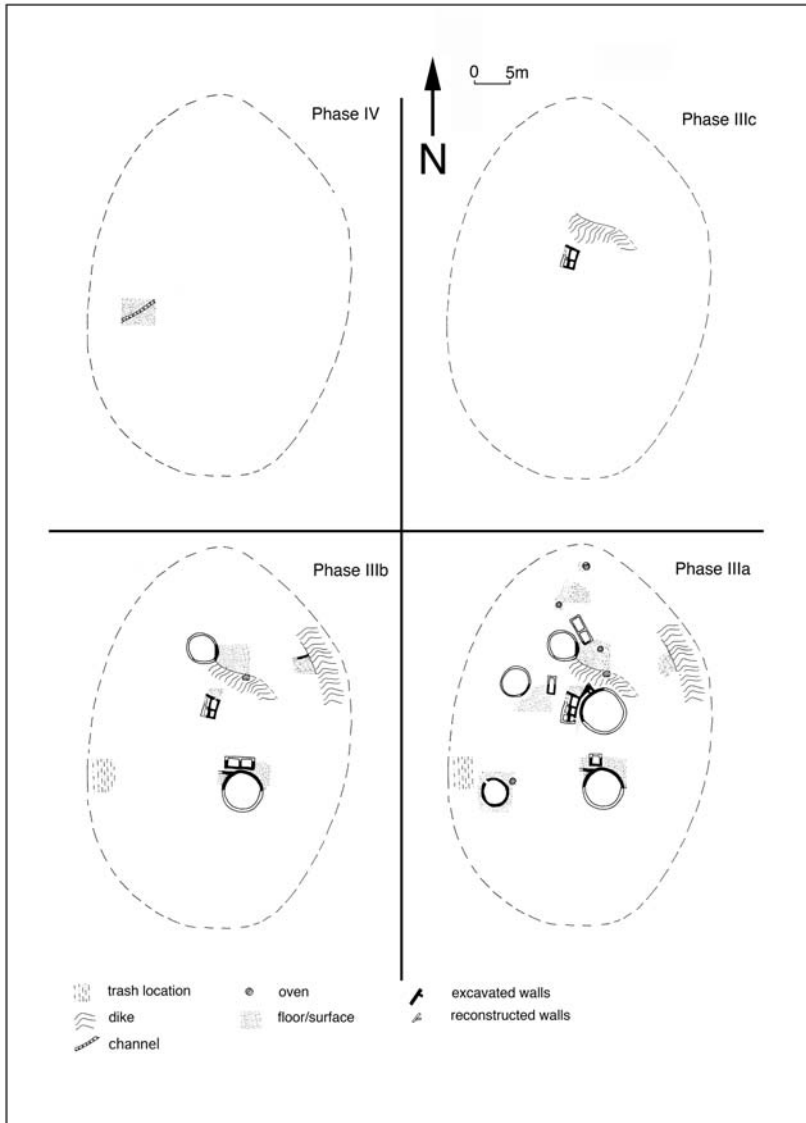 Phase IV
0 5m
N
Phase IIIc
Phase IIIb
Phase IIIa
trash location
dike
channel
oven
floor/surface
excavated walls
reconstructed walls